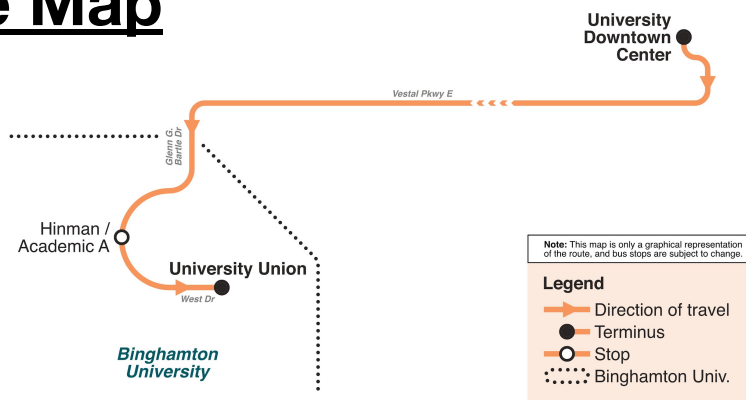 e Map
University
Downtown
Center
Vestal Pkwy E
Glenn G.
Bartle Dr
Hinman /
Academic A
University Union
West Dr
Binghamton
University
Note: This map is only a graphical representation
of the route, and bus stops are subject to change.
Legend
Direction of travel
Terminus
Stop
Binghamton Univ.